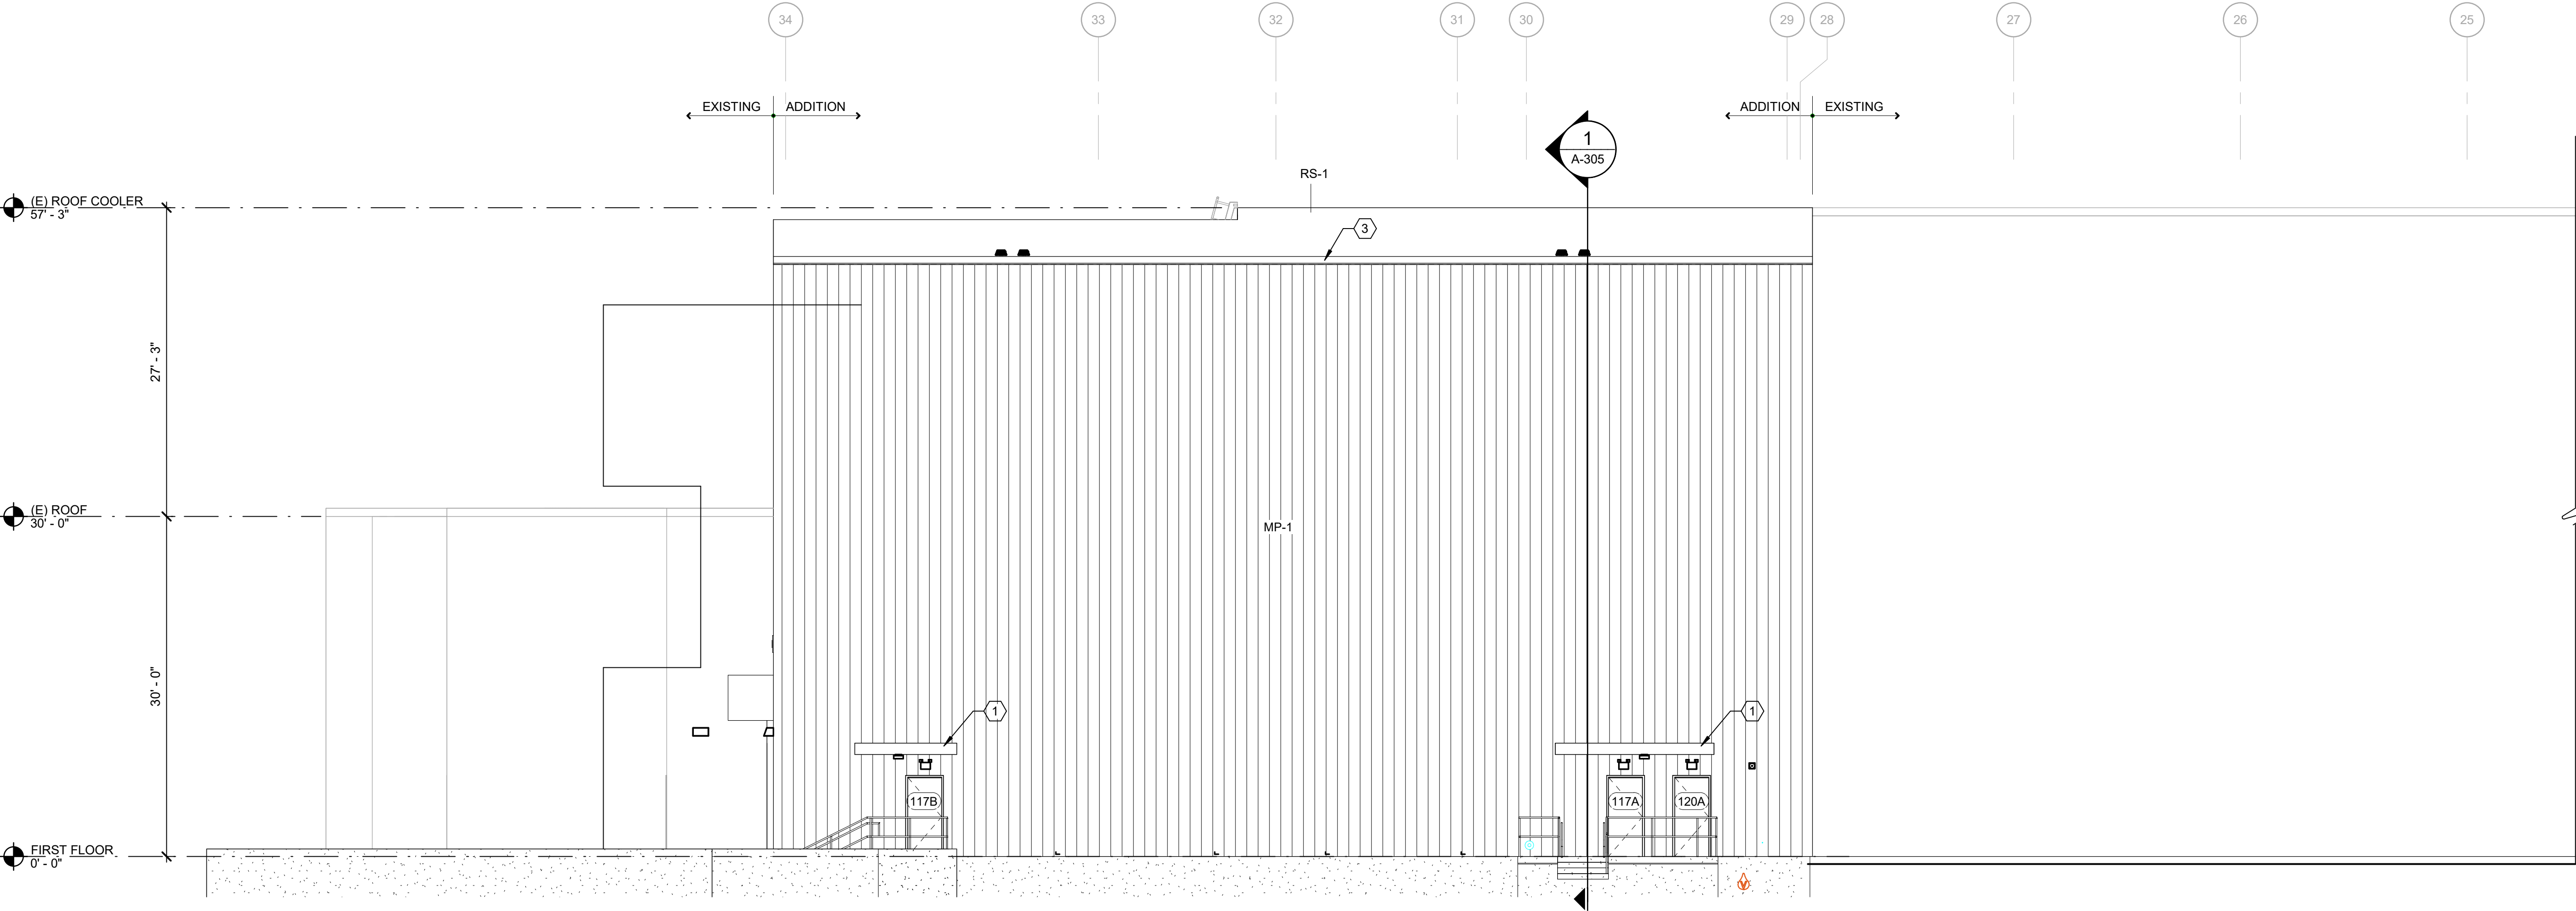 34
33
32
31
30
29
28
27
26
25
EXISTING
ADDITION
ADDITION
EXISTING
1
A-305
RS-1
(E) ROOF COOLER
57' - 3"
3
27' - 3"
(E) ROOF
30' - 0"
MP-1
30' - 0"
1
1
117B
117A
120A
FIRST FLOOR
0' - 0"